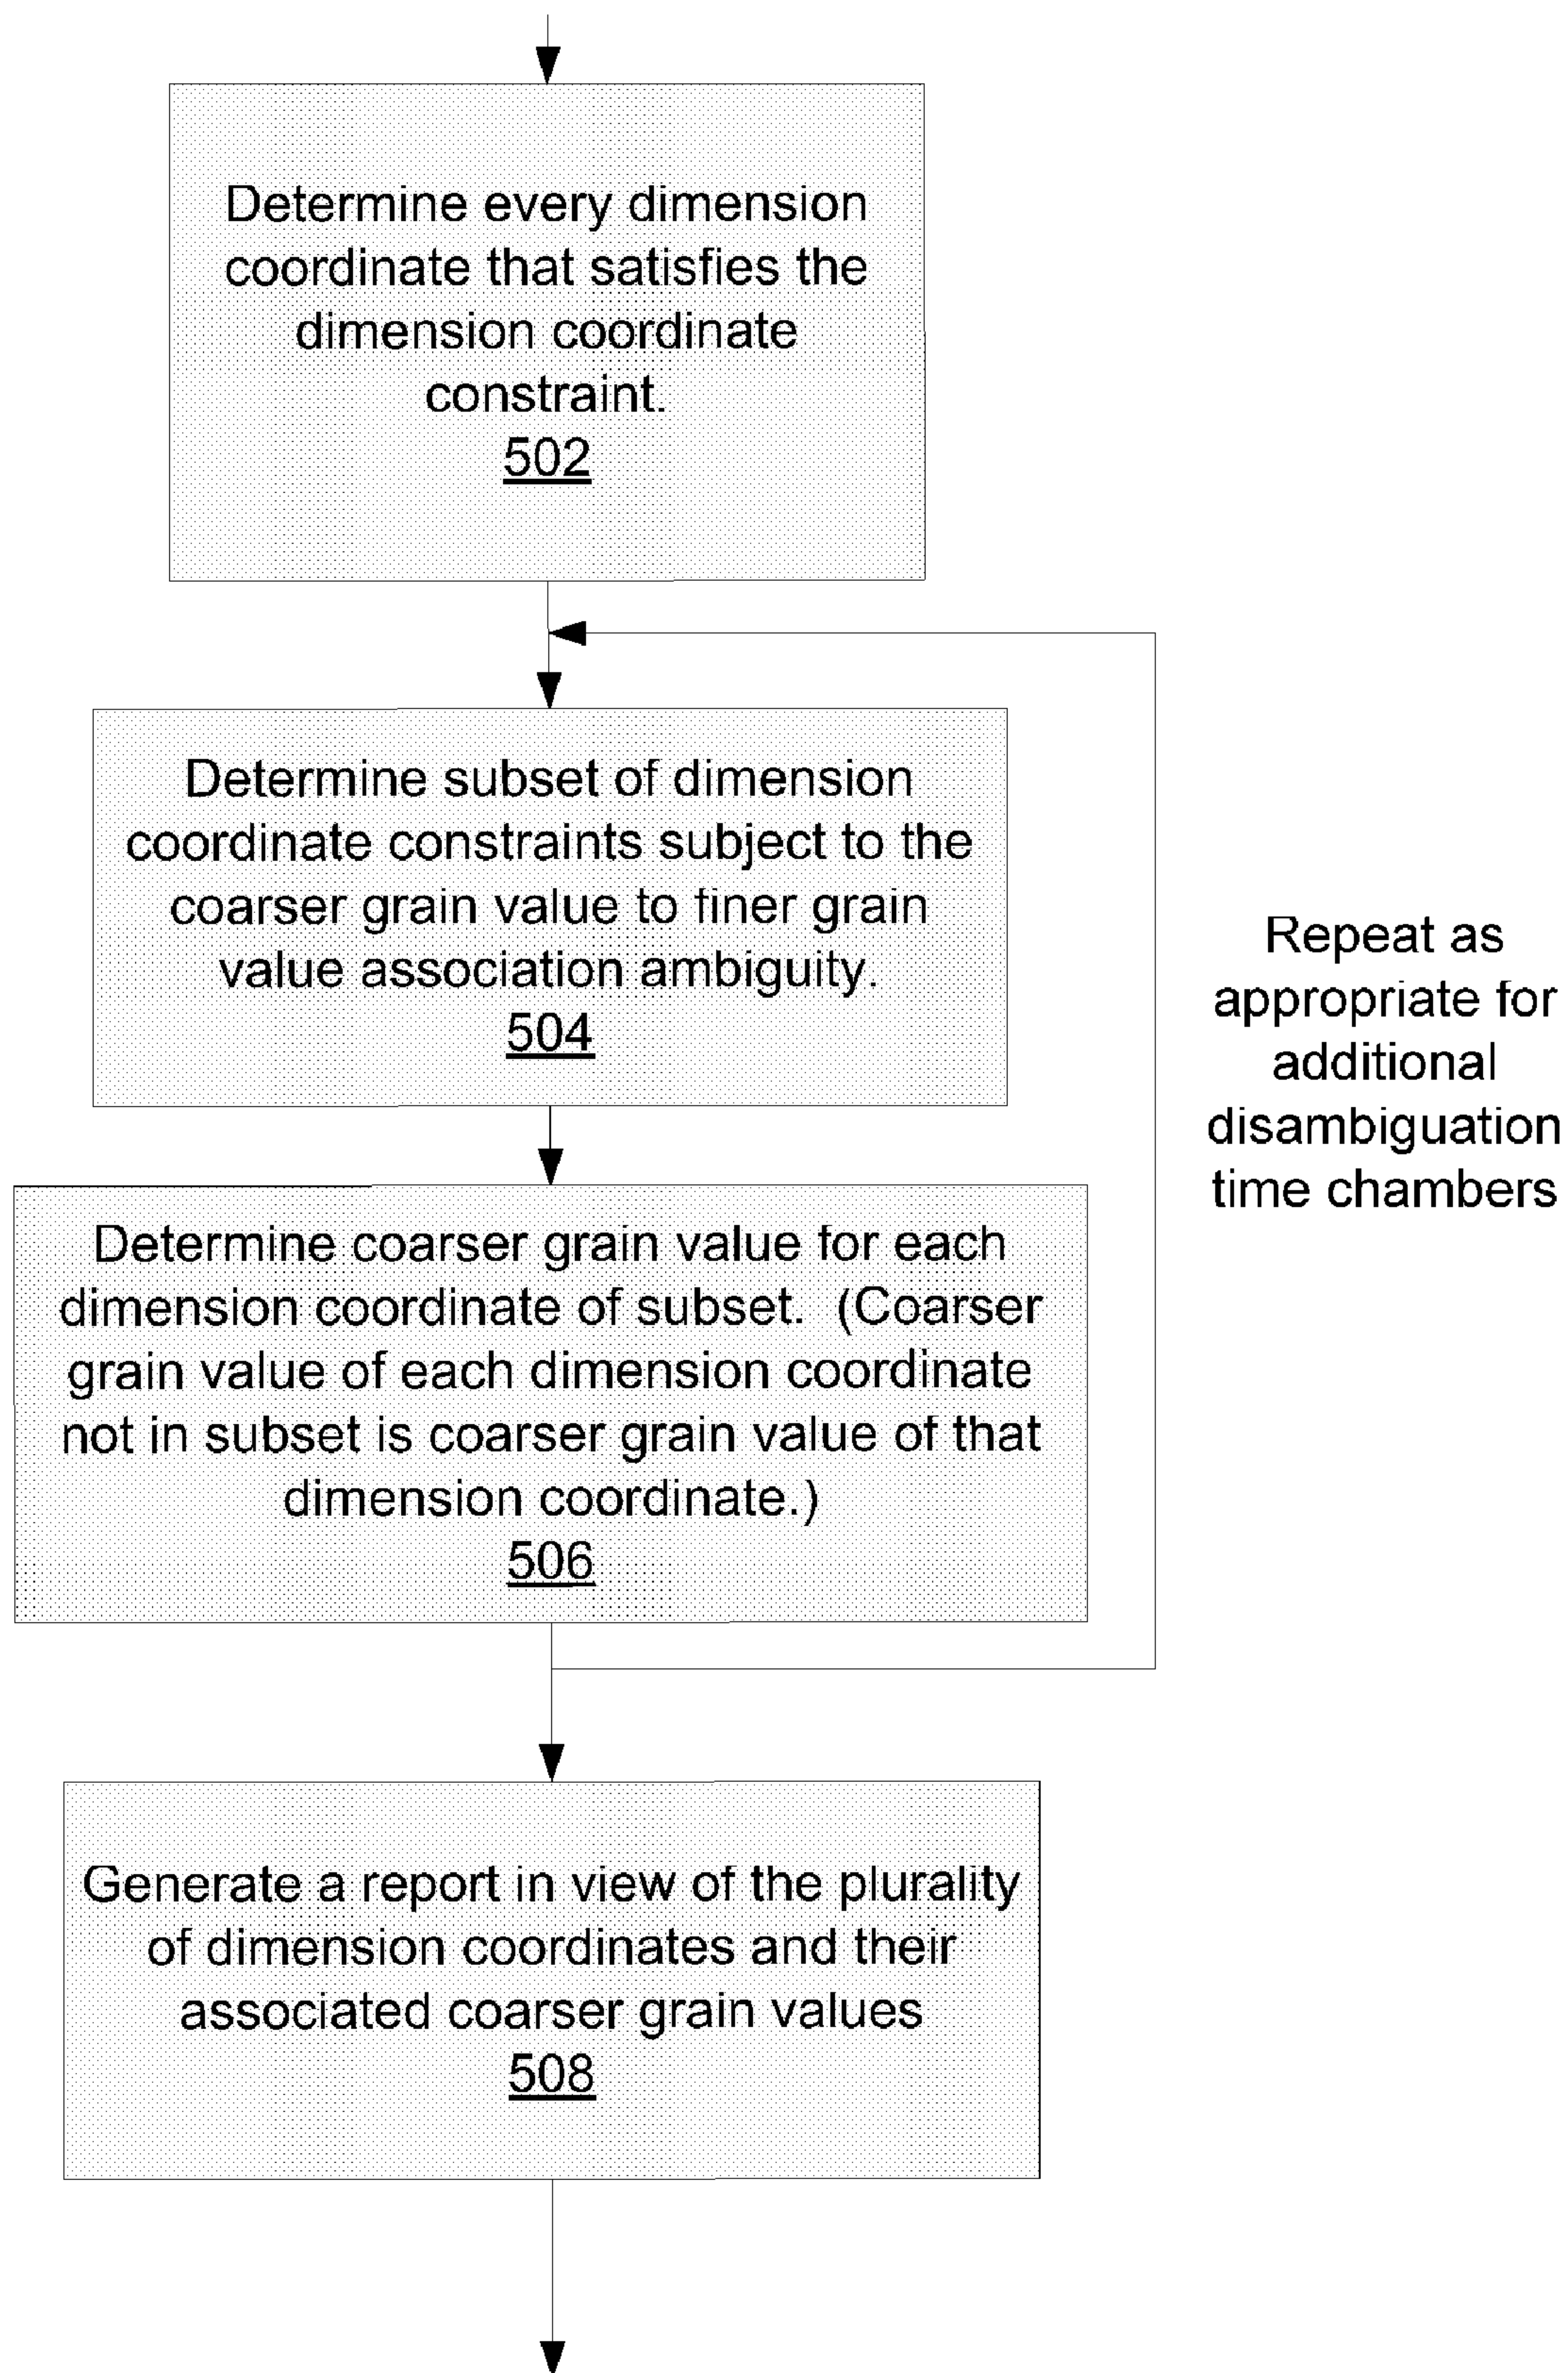 Determine every dimension
coordinate that satisfies the
dimension coordinate
constraint.
502
Determine subset of dimension
coordinate constraints subject to the
coarser grain value to finer grain
value association ambiguity.
504
Repeat as
appropriate for
additional
disambiguation
time chambers
Determine coarser grain value for each
dimension coordinate of subset.  (Coarser
grain value of each dimension coordinate
not in subset is coarser grain value of that
dimension coordinate.)
506
Generate a report in view of the plurality
of dimension coordinates and their
associated coarser grain values
508